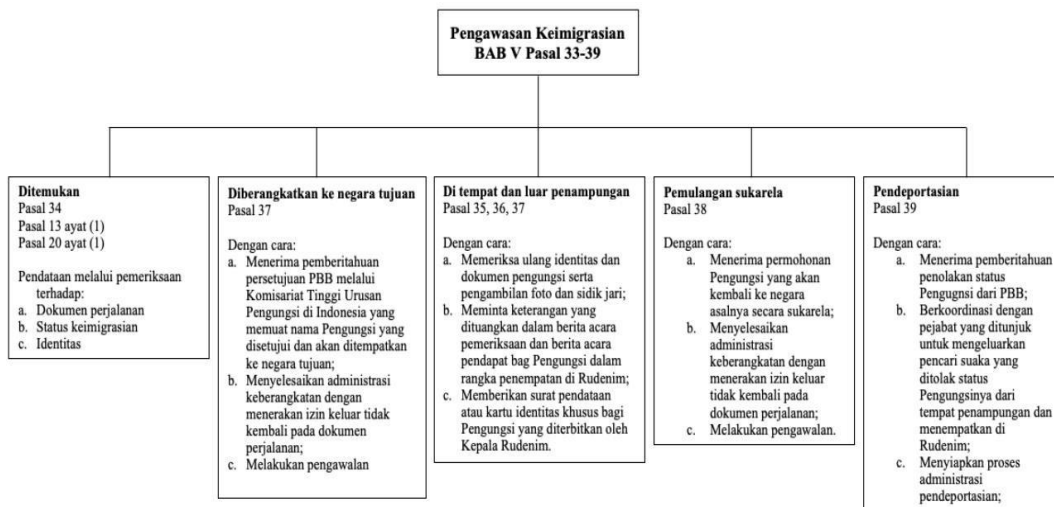 Pengawasan Keimigrasian
BAB V Pasal 33-39
Ditemukan
Pasal 34
Pasal 13 ayat (1)
Pasal 20 ayat (1)
Pendataan melalui pemeriksaan
terhadap:
a. Dokumen perjalanan
b. Status keimigrasian
c. Identitas
Diberangkatkan ke negara tujuan
Pasal 37
Dengan cara:
a. Menerima pemberitahuan
persetujuan PBB melalui
Komisariat Tinggi Urusan
Pengungsi di Indonesia yang
memuat nama Pengungsi yang
disetujui dan akan ditempatkan
ke negara tujuan;
b. Menyelesaikan administrasi
keberangkatan dengan
menerakan izin keluar tidak
kembali pada dokumen
perjalanan;
c. Melakukan pengawalan
Di tempat dan luar penampungan
Pasal 35, 36, 37
Dengan cara:
a. Memeriksa ulang identitas dan
dokumen pengungsi serta
pengambilan foto dan sidik jari;
b. Meminta keterangan yang
dituangkan dalam berita acara
pemeriksaan dan berita acara
pendapat bag Pengungsi dalam
rangka penempatan di Rudenim;
c. Memberikan surat pendataan
atau kartu identitas khusus bagi
Pengungsi yang diterbitkan oleh
Kepala Rudenim.
Pemulangan sukarela
Pasal 38
Dengan cara:
a. Menerima permohonan
Pengungsi yang akan
kembali ke negara
asalnya secara sukarela;
b. Menyelesaikan
administrasi
keberangkatan dengan
menerakan izin keluar
tidak kembali pada
dokumen perjalanan;
c. Melakukan pengawalan.
Pendeportasian
Pasal 39
Dengan cara:
a. Menerima pemberitahuan
penolakan status
Pengugnsi dari PBB;
b. Berkoordinasi dengan
pejabat yang ditunjuk
untuk mengeluarkan
pencari suaka yang
ditolak status
Pengungsinya dari
tempat penampungan dan
menempatkan di
Rudenim;
c. Menyiapkan proses
administrasi
pendeportasian;